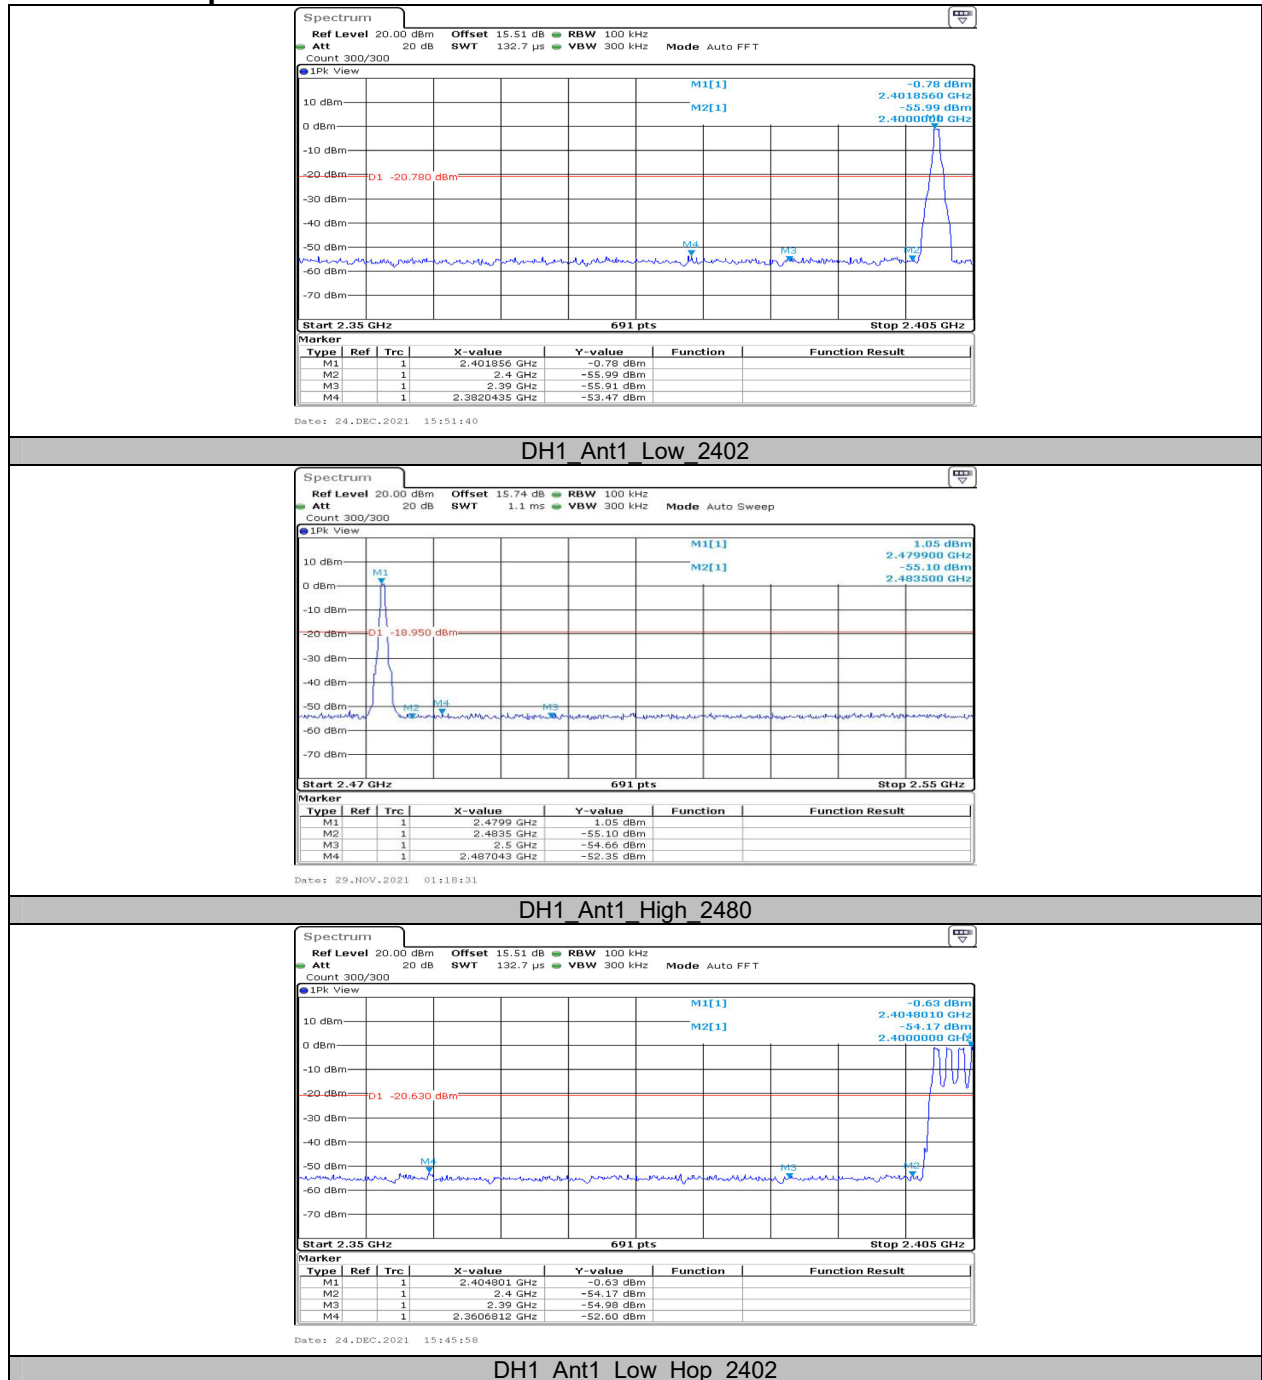 Spectrum
Ref Level 20.00 dBm Offset 15.51 dB RBW 100 kHz
Att 20 dB SWT 132.7 µs VBW 300 kHz Mode Auto FFT
Count 300/300
1Pk View
M1[1] -0.78 dBm
2.4018560 GHz
M2[1] -55.99 dBm
2.4000000 GHz
10 dBm
0 dBm
-10 dBm
-20 dBm
D1 -20.780 dBm
-30 dBm
-40 dBm
-50 dBm
M4
M3
M2
-60 dBm
-70 dBm
Start 2.35 GHz 691 pts Stop 2.405 GHz
Marker
Type Ref Trc X-value Y-value Function Function Result
M1 1 2.401856 GHz -0.78 dBm
M2 1 2.4 GHz -55.99 dBm
M3 1 2.39 GHz -55.91 dBm
M4 1 2.3820435 GHz -53.47 dBm
Date: 24.DEC.2021 15:51:40
DH1_Ant1_Low_2402
Spectrum
Ref Level 20.00 dBm Offset 15.74 dB RBW 100 kHz
Att 20 dB SWT 1.1 ms VBW 300 kHz Mode Auto Sweep
Count 300/300
1Pk View
M1[1] 1.05 dBm
2.479900 GHz
M2[1] -55.10 dBm
2.483500 GHz
10 dBm
M1
0 dBm
-10 dBm
-20 dBm
D1 -18.950 dBm
-30 dBm
-40 dBm
-50 dBm
M2
M4
M3
-60 dBm
-70 dBm
Start 2.47 GHz 691 pts Stop 2.55 GHz
Marker
Type Ref Trc X-value Y-value Function Function Result
M1 1 2.4799 GHz 1.05 dBm
M2 1 2.4835 GHz -55.10 dBm
M3 1 2.5 GHz -54.66 dBm
M4 1 2.487043 GHz -52.35 dBm
Date: 29.NOV.2021 01:18:31
DH1_Ant1_High_2480
Spectrum
Ref Level 20.00 dBm Offset 15.51 dB RBW 100 kHz
Att 20 dB SWT 132.7 µs VBW 300 kHz Mode Auto FFT
Count 300/300
1Pk View
M1[1] -0.63 dBm
2.4048010 GHz
M2[1] -54.17 dBm
2.4000000 GHz
10 dBm
0 dBm
-10 dBm
-20 dBm
D1 -20.630 dBm
-30 dBm
-40 dBm
-50 dBm
M4
M3
M2
-60 dBm
-70 dBm
Start 2.35 GHz 691 pts Stop 2.405 GHz
Marker
Type Ref Trc X-value Y-value Function Function Result
M1 1 2.404801 GHz -0.63 dBm
M2 1 2.4 GHz -54.17 dBm
M3 1 2.39 GHz -54.98 dBm
M4 1 2.3606812 GHz -52.60 dBm
Date: 24.DEC.2021 15:45:58
DH1_Ant1_Low_Hop_2402